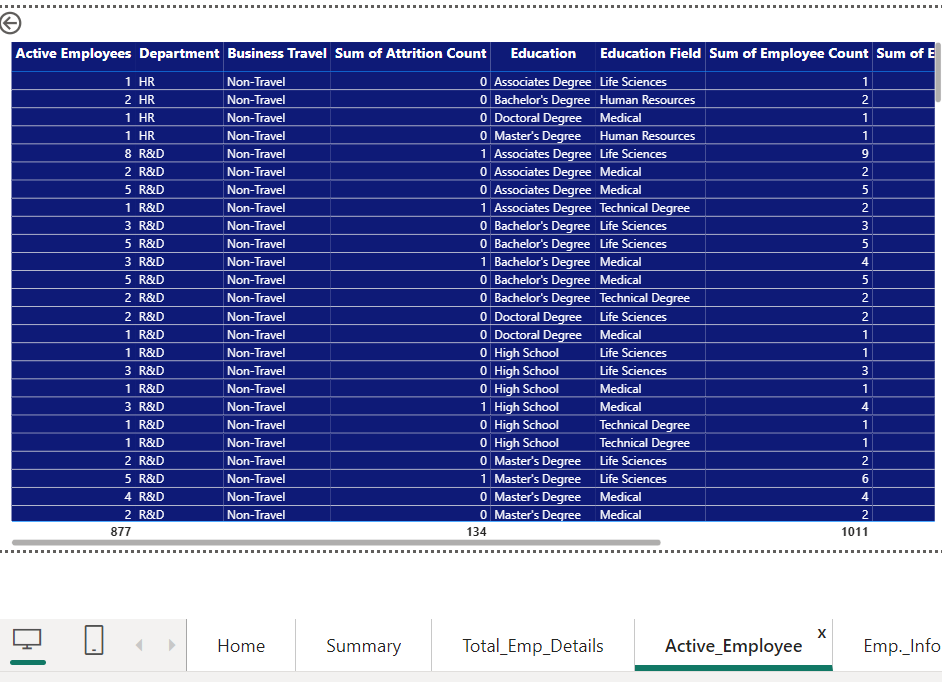 Active Employees Department Business Travel Sum of Attrition Count Education Education Field Sum of Employee Count Sum of E
1 HR Non-Travel 0 Associates Degree Life Sciences 1
2 HR Non-Travel 0 Bachelor's Degree Human Resources 2
1 HR Non-Travel 0 Doctoral Degree Medical 1
1 HR Non-Travel 0 Master's Degree Human Resources 1
8 R&D Non-Travel 1 Associates Degree Life Sciences 9
2 R&D Non-Travel 0 Associates Degree Medical 2
5 R&D Non-Travel 0 Associates Degree Medical 5
1 R&D Non-Travel 1 Associates Degree Technical Degree 2
3 R&D Non-Travel 0 Bachelor's Degree Life Sciences 3
5 R&D Non-Travel 0 Bachelor's Degree Life Sciences 5
3 R&D Non-Travel 1 Bachelor's Degree Medical 4
5 R&D Non-Travel 0 Bachelor's Degree Medical 5
2 R&D Non-Travel 0 Bachelor's Degree Technical Degree 2
2 R&D Non-Travel 0 Doctoral Degree Life Sciences 2
1 R&D Non-Travel 0 Doctoral Degree Medical 1
1 R&D Non-Travel 0 High School Life Sciences 1
3 R&D Non-Travel 0 High School Life Sciences 3
1 R&D Non-Travel 0 High School Medical 1
3 R&D Non-Travel 1 High School Medical 4
1 R&D Non-Travel 0 High School Technical Degree 1
1 R&D Non-Travel 0 High School Technical Degree 1
2 R&D Non-Travel 0 Master's Degree Life Sciences 2
5 R&D Non-Travel 1 Master's Degree Life Sciences 6
4 R&D Non-Travel 0 Master's Degree Medical 4
2 R&D Non-Travel 0 Master's Degree Medical 2
877 134 1011
Home Summary Total_Emp_Details Active_Employee x Emp._Info